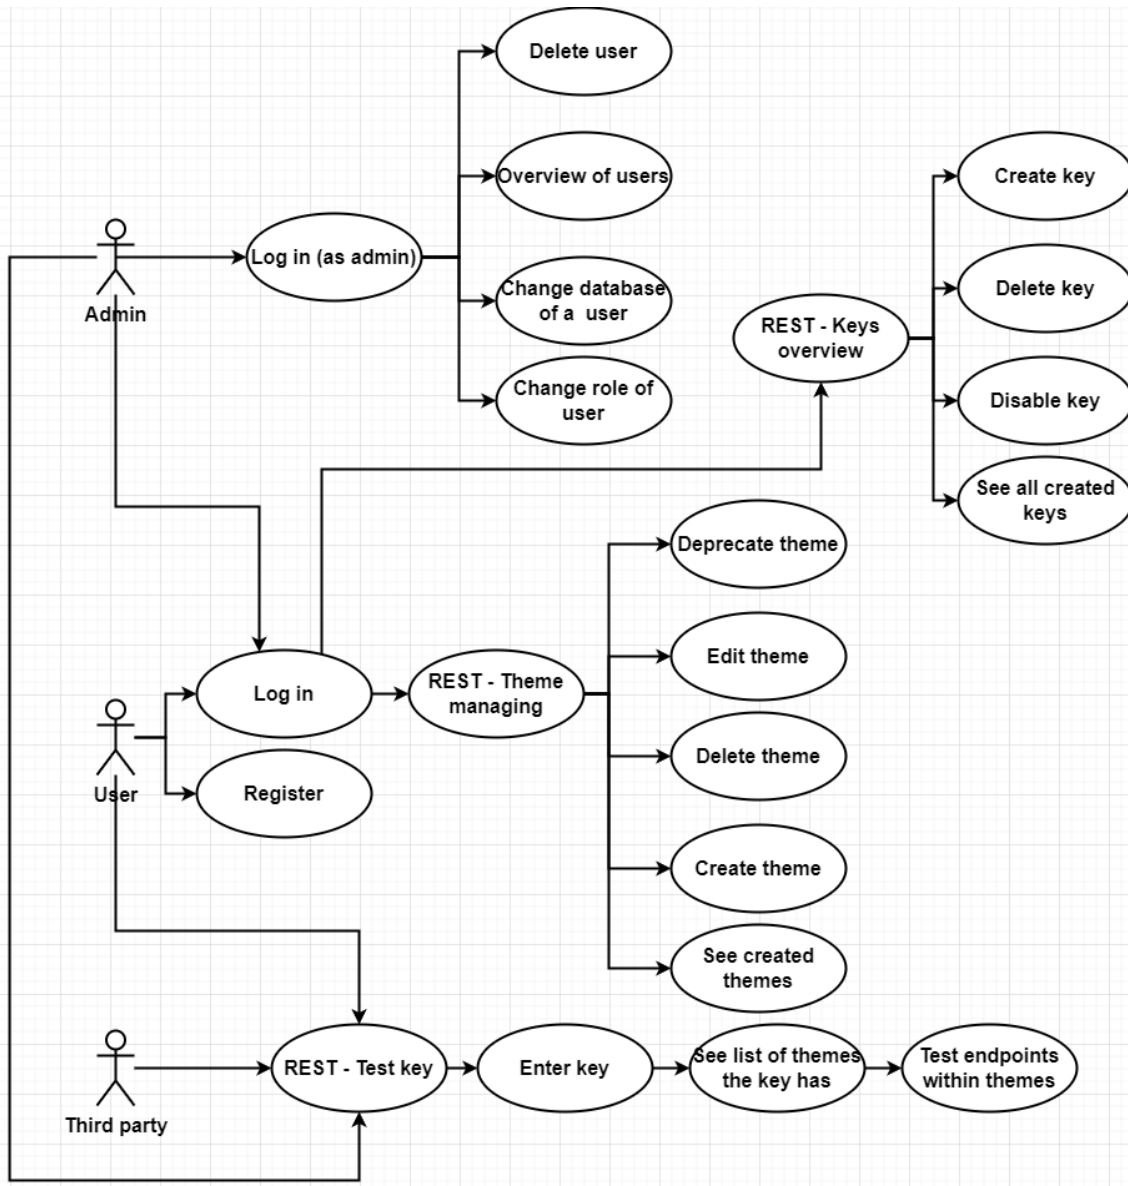 Delete user
Overview of users
Create key
Log in (as admin)
Admin
Change database
of a  user
Delete key
REST - Keys
overview
Change role of
user
Disable key
See all created
keys
Deprecate theme
Edit theme
Log in
REST - Theme
managing
Delete theme
User
Register
Create theme
See created
themes
Third party
REST - Test key
Enter key
See list of themes
the key has
Test endpoints
within themes